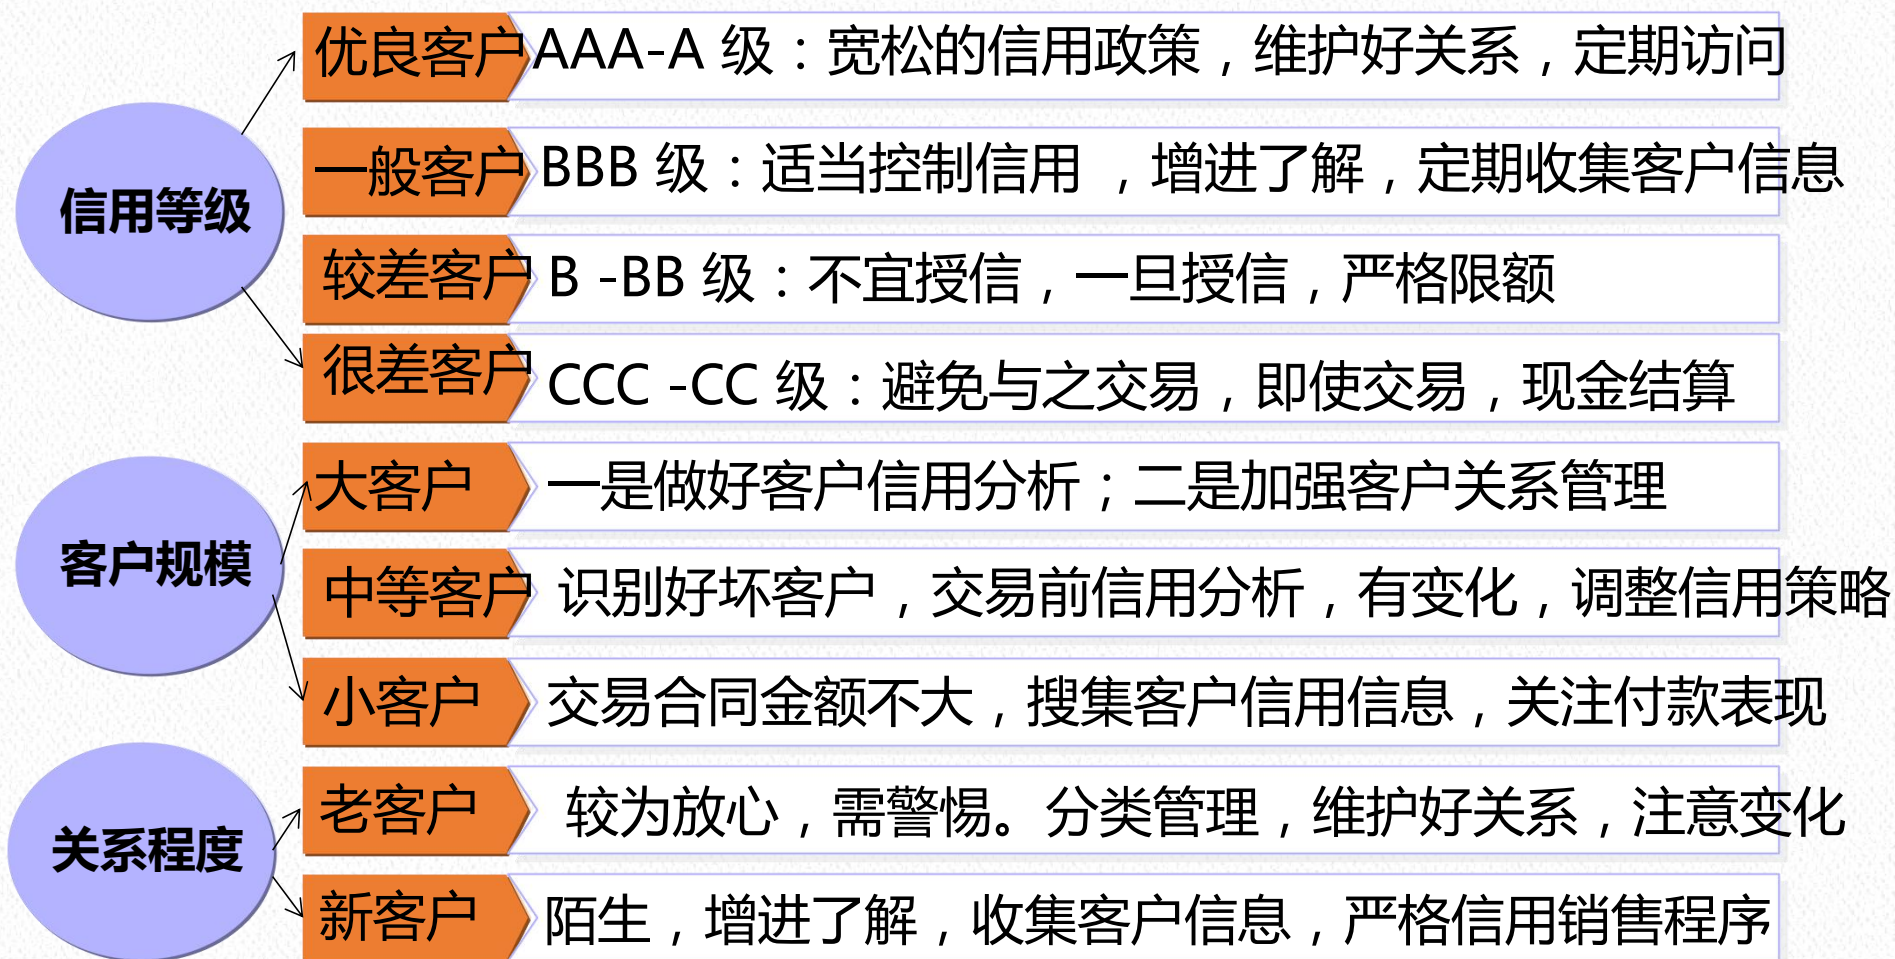 信用等级
优良客户
AAA-A 级：宽松的信用政策，维护好关系，定期访问
一般客户
BBB 级：适当控制信用 ，增进了解，定期收集客户信息
较差客户
B -BB 级：不宜授信，一旦授信，严格限额
很差客户
CCC -CC 级：避免与之交易，即使交易，现金结算
客户规模
大客户
一是做好客户信用分析；二是加强客户关系管理
中等客户
识别好坏客户，交易前信用分析，有变化，调整信用策略
小客户
交易合同金额不大，搜集客户信用信息，关注付款表现
关系程度
老客户
较为放心，需警惕。分类管理，维护好关系，注意变化
新客户
陌生，增进了解，收集客户信息，严格信用销售程序